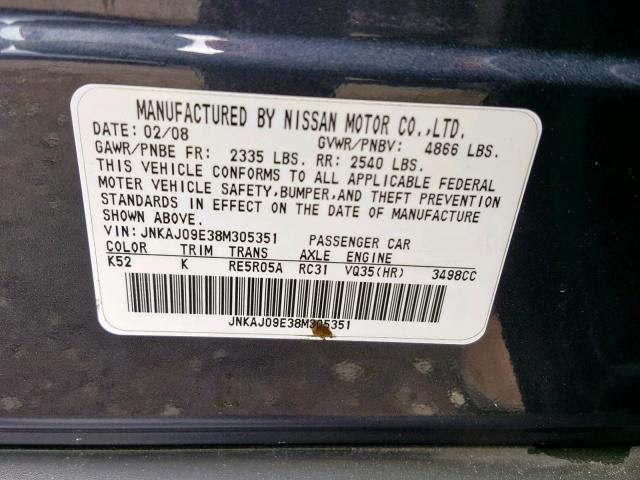 MANUFACTURED BY NISSAN MOTOR CO.,LTD.
DATE: 02/08 GVWR/PNBV: 4866 LBS.
GAWR/PNBE FR: 2335 LBS. RR: 2540 LBS.
THIS VEHICLE CONFORMS TO ALL APPLICABLE FEDERAL
MOTER VEHICLE SAFETY,BUMPER,AND THEFT PREVENTION
STANDARDS IN EFFECT ON THE DATE OF MANUFACTURE
SHOWN ABOVE.
VIN: JNKAJ09E38M305351 PASSENGER CAR
COLOR TRIM TRANS AXLE ENGINE
K52 K RE5R05A RC31 VQ35(HR) 3498CC
JNKAJ09E38M305351